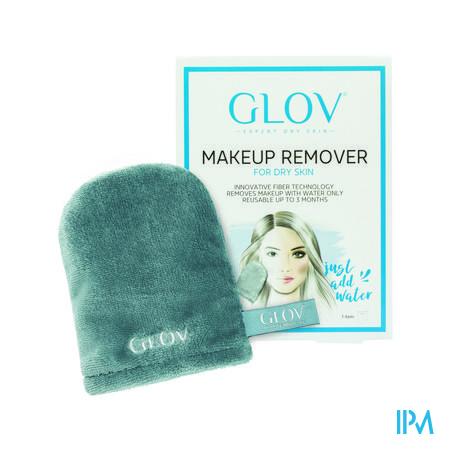 GLOV®
EXPERT DRY SKIN
MAKEUP REMOVER
FOR DRY SKIN
INNOVATIVE FIBER TECHNOLOGY
REMOVES MAKEUP WITH WATER ONLY
REUSABLE UP TO 3 MONTHS
just
add
water
GLOV
GLOV
IPM